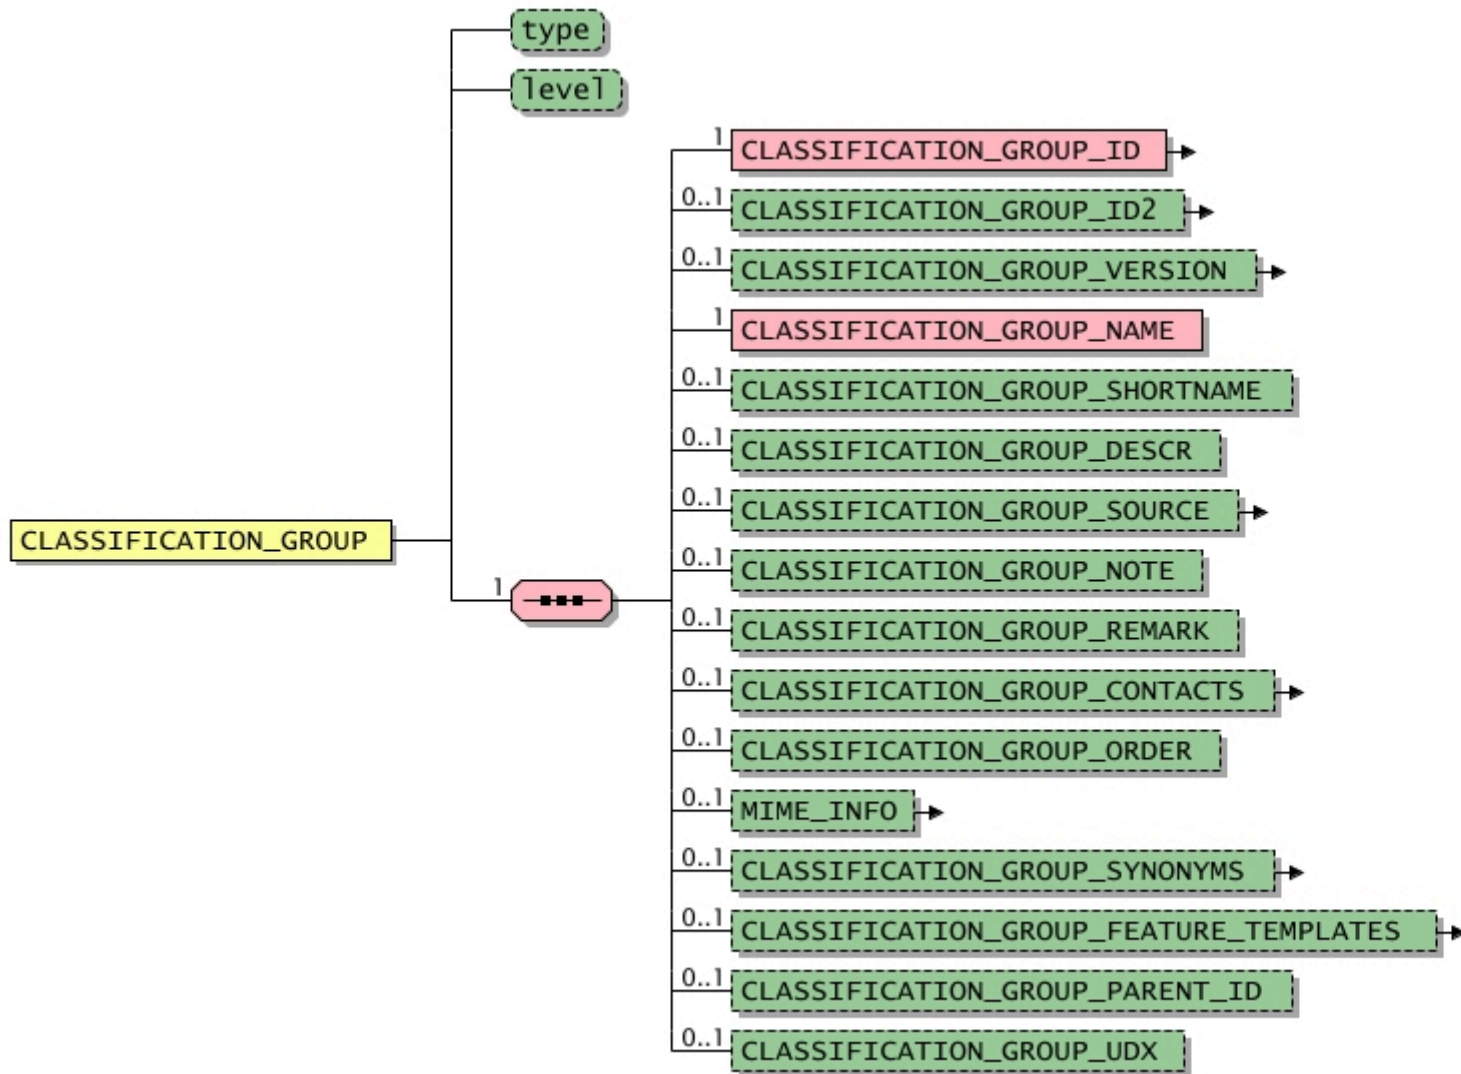 type
level
1 CLASSIFICATION_GROUP_ID
0..1 CLASSIFICATION_GROUP_ID2
0..1 CLASSIFICATION_GROUP_VERSION
1 CLASSIFICATION_GROUP_NAME
0..1 CLASSIFICATION_GROUP_SHORTNAME
0..1 CLASSIFICATION_GROUP_DESCR
0..1 CLASSIFICATION_GROUP_SOURCE
CLASSIFICATION_GROUP
0..1 CLASSIFICATION_GROUP_NOTE
1
0..1 CLASSIFICATION_GROUP_REMARK
0..1 CLASSIFICATION_GROUP_CONTACTS
0..1 CLASSIFICATION_GROUP_ORDER
0..1 MIME_INFO
0..1 CLASSIFICATION_GROUP_SYNONYMS
0..1 CLASSIFICATION_GROUP_FEATURE_TEMPLATES
0..1 CLASSIFICATION_GROUP_PARENT_ID
0..1 CLASSIFICATION_GROUP_UDX